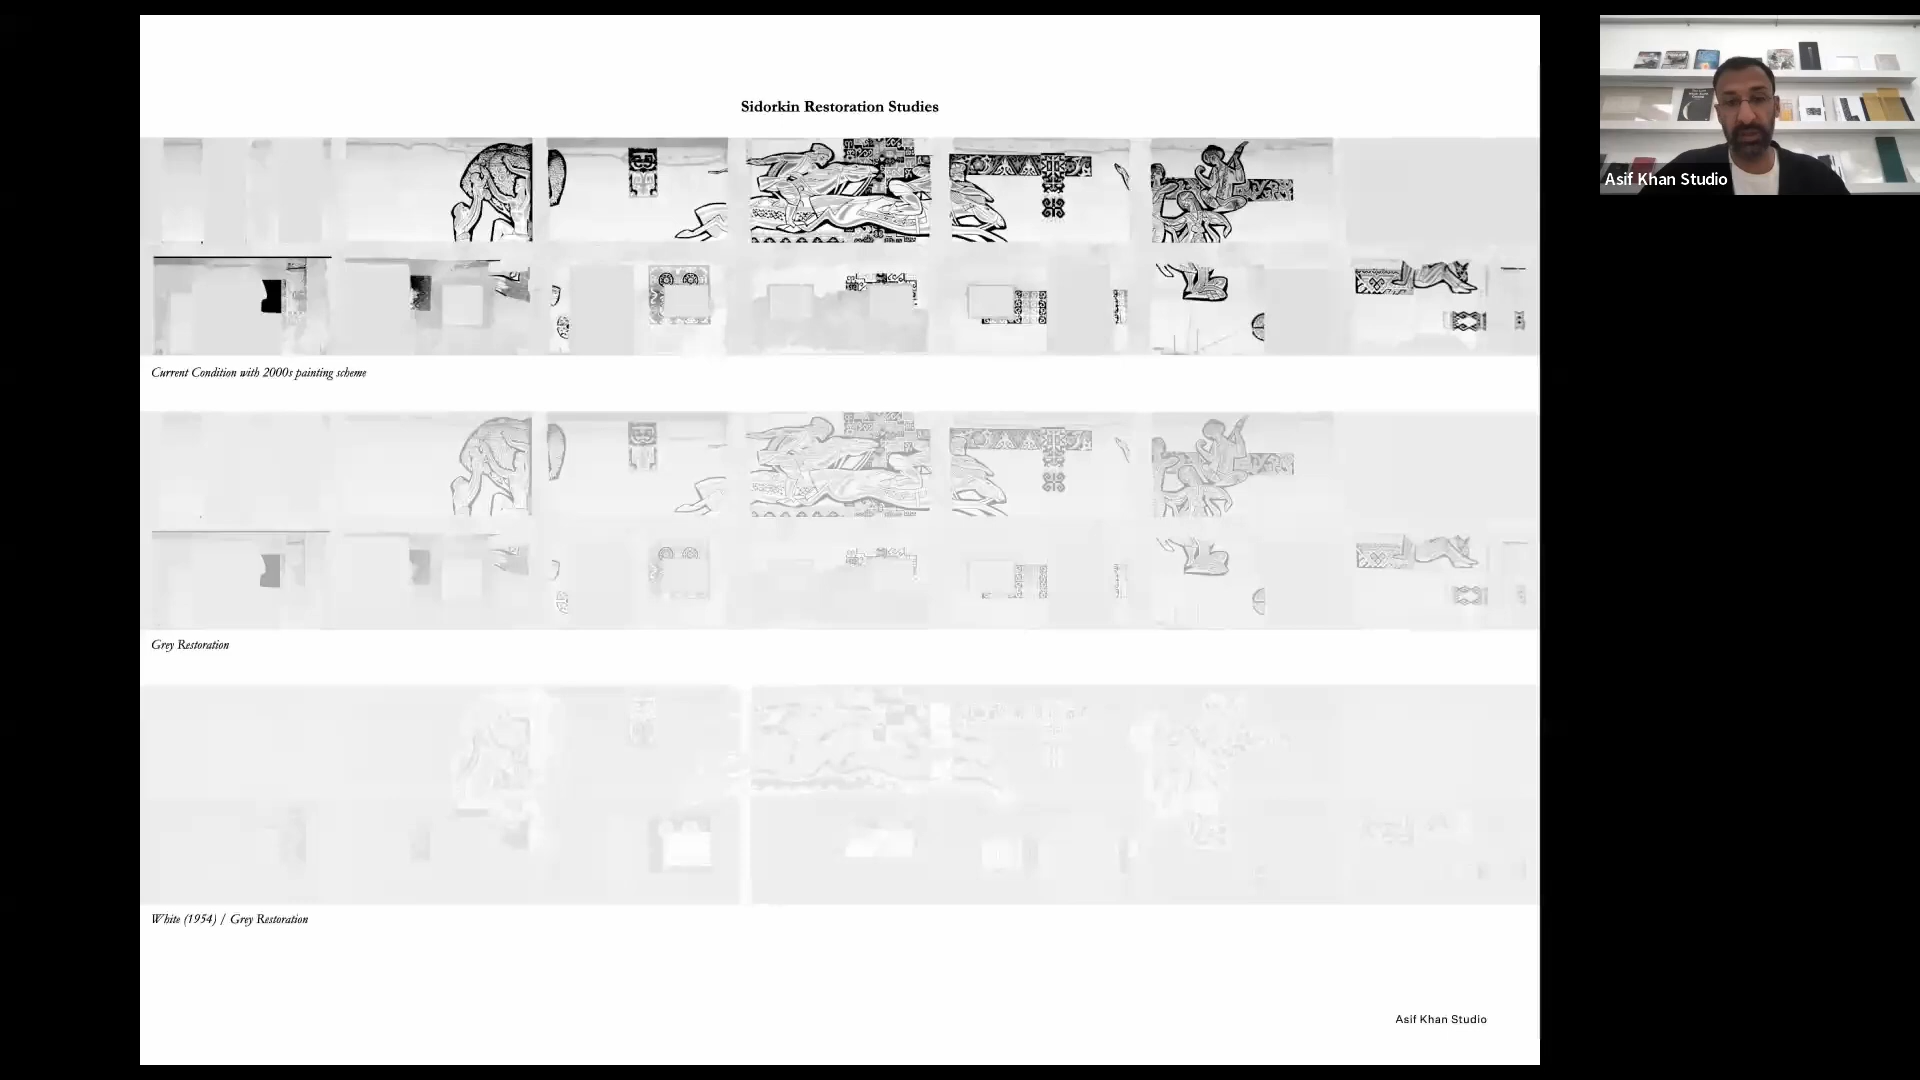 Sidorkin Restoration Studies
Asif Khan Studio
Current Condition with 2000s painting scheme
Grey Restoration
White (1954) / Grey Restoration
Asif Khan Studio